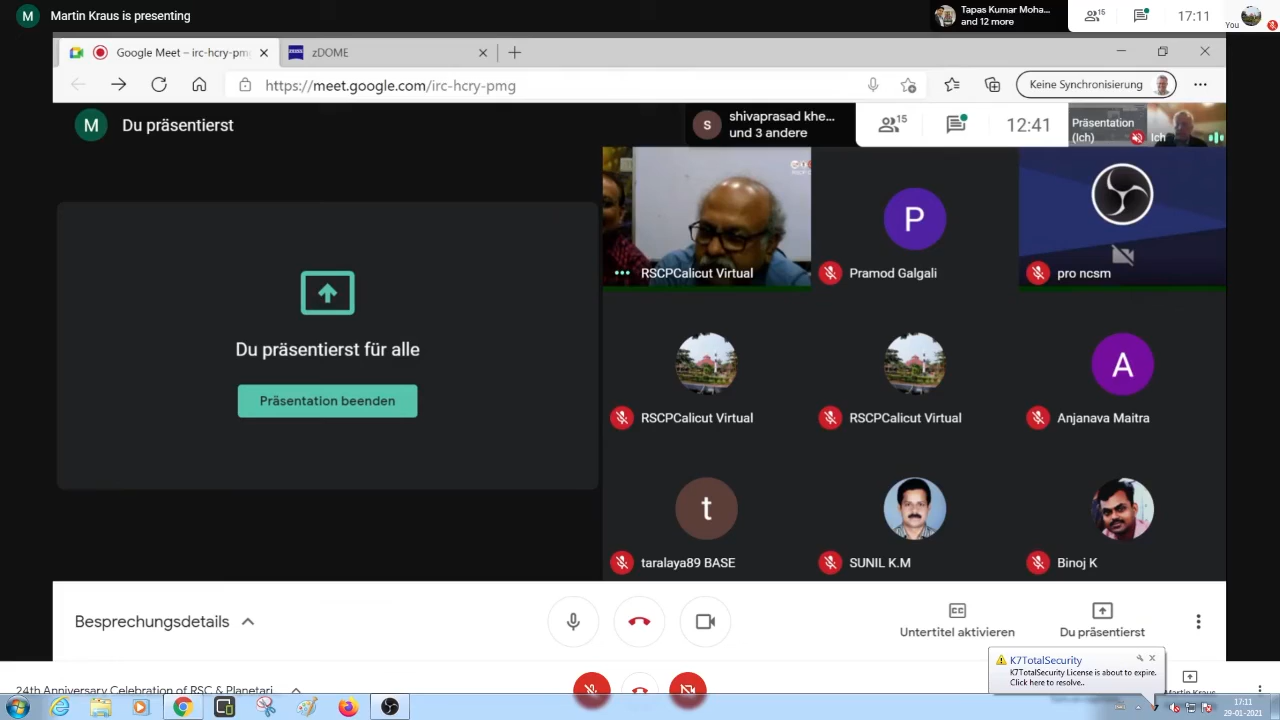 M Martin Kraus is presenting
Tapas Kumar Moha...
and 12 more
15
17:11
You
Google Meet – irc-hcry-pm
zDOME
https://meet.google.com/irc-hcry-pmg
Keine Synchronisierung
M Du präsentierst
s
shivaprasad khe...
und 3 andere
15
12:41
Präsentation
(Ich)
Ich
Du präsentierst für alle
Präsentation beenden
RSCPCalicut Virtual
P
Pramod Galgali
pro ncsm
RSCPCalicut Virtual
RSCPCalicut Virtual
A
Anjanava Maitra
t
taralaya89 BASE
SUNIL K.M
Binoj K
Besprechungsdetails
CC
Untertitel aktivieren
Du präsentierst
K7TotalSecurity
K7TotalSecurity License is about to expire.
Click here to resolve..
24th Anniversary Celebration of RSC & Planetari
Martin Kraus
17:11
29-01-2021